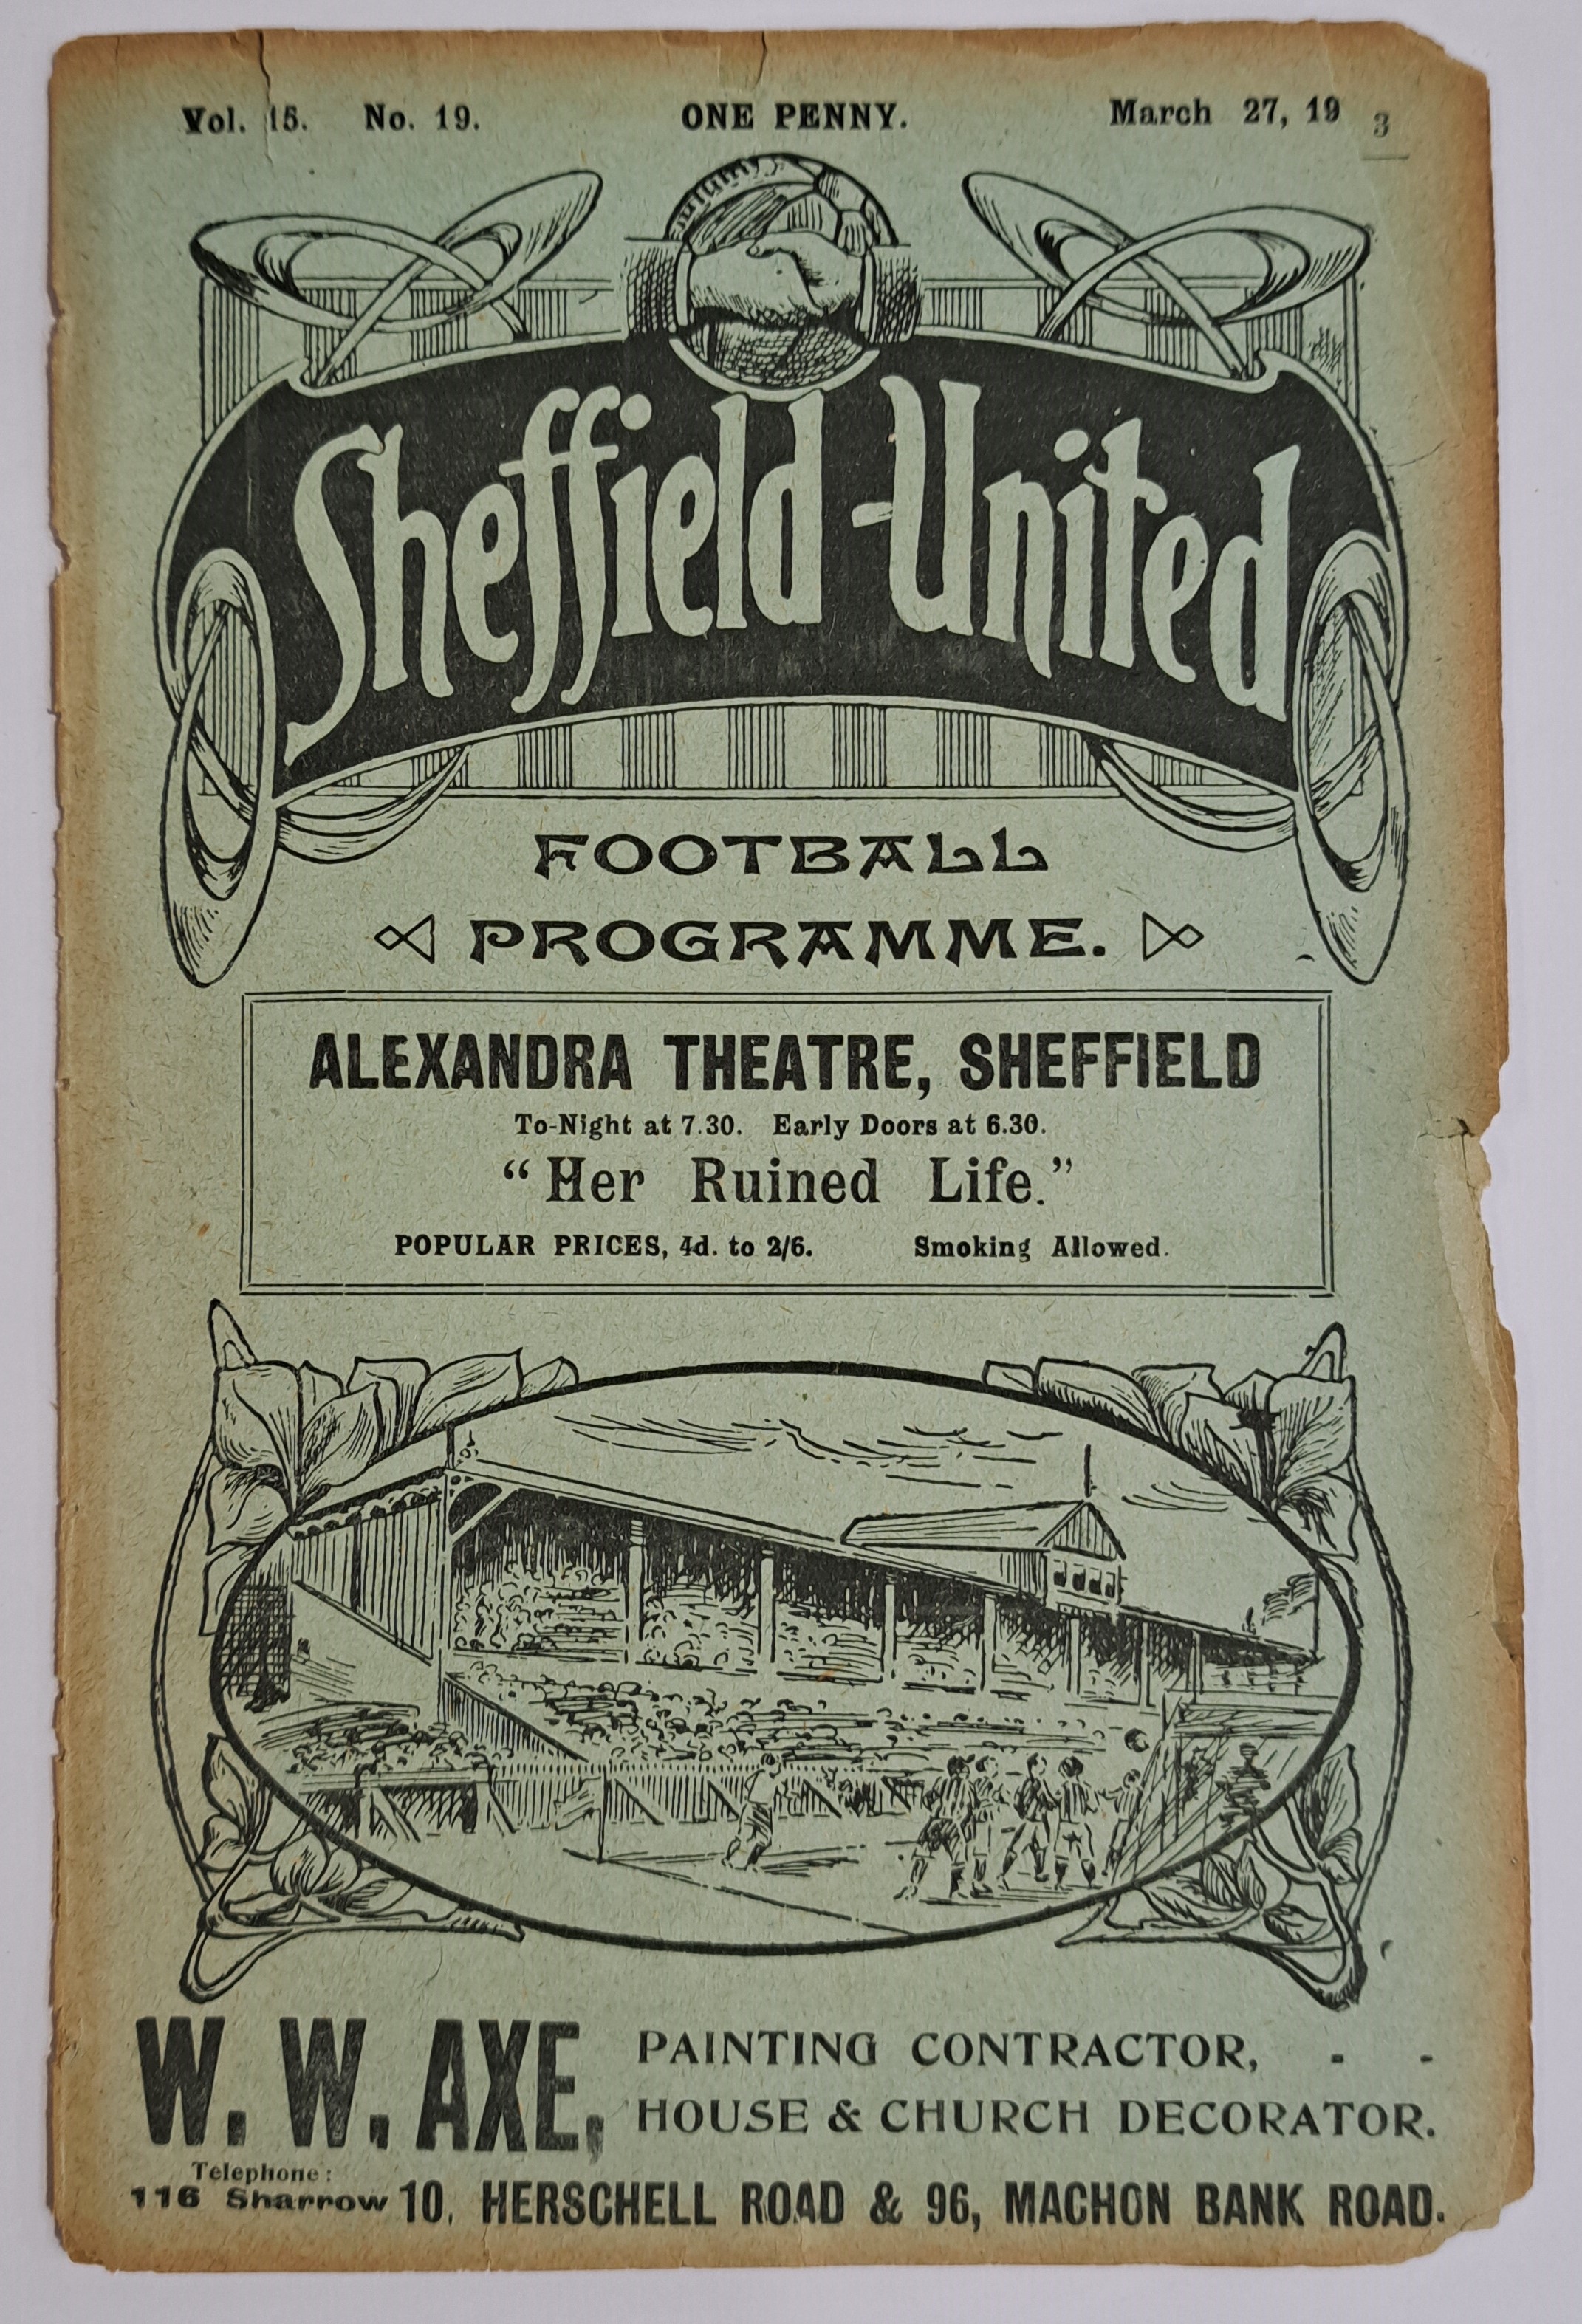 Vol. 15. No. 19. ONE PENNY. March 27, 19 3
Sheffield United
FOOTBALL
PROGRAMME.
ALEXANDRA THEATRE, SHEFFIELD
To-Night at 7.30. Early Doors at 6.30.
"Her Ruined Life."
POPULAR PRICES, 4d. to 2/6. Smoking Allowed.
W. W. AXE, PAINTING CONTRACTOR, - -
HOUSE & CHURCH DECORATOR.
Telephone:
116 Sharrow 10, HERSCHELL ROAD & 96, MACHON BANK ROAD.